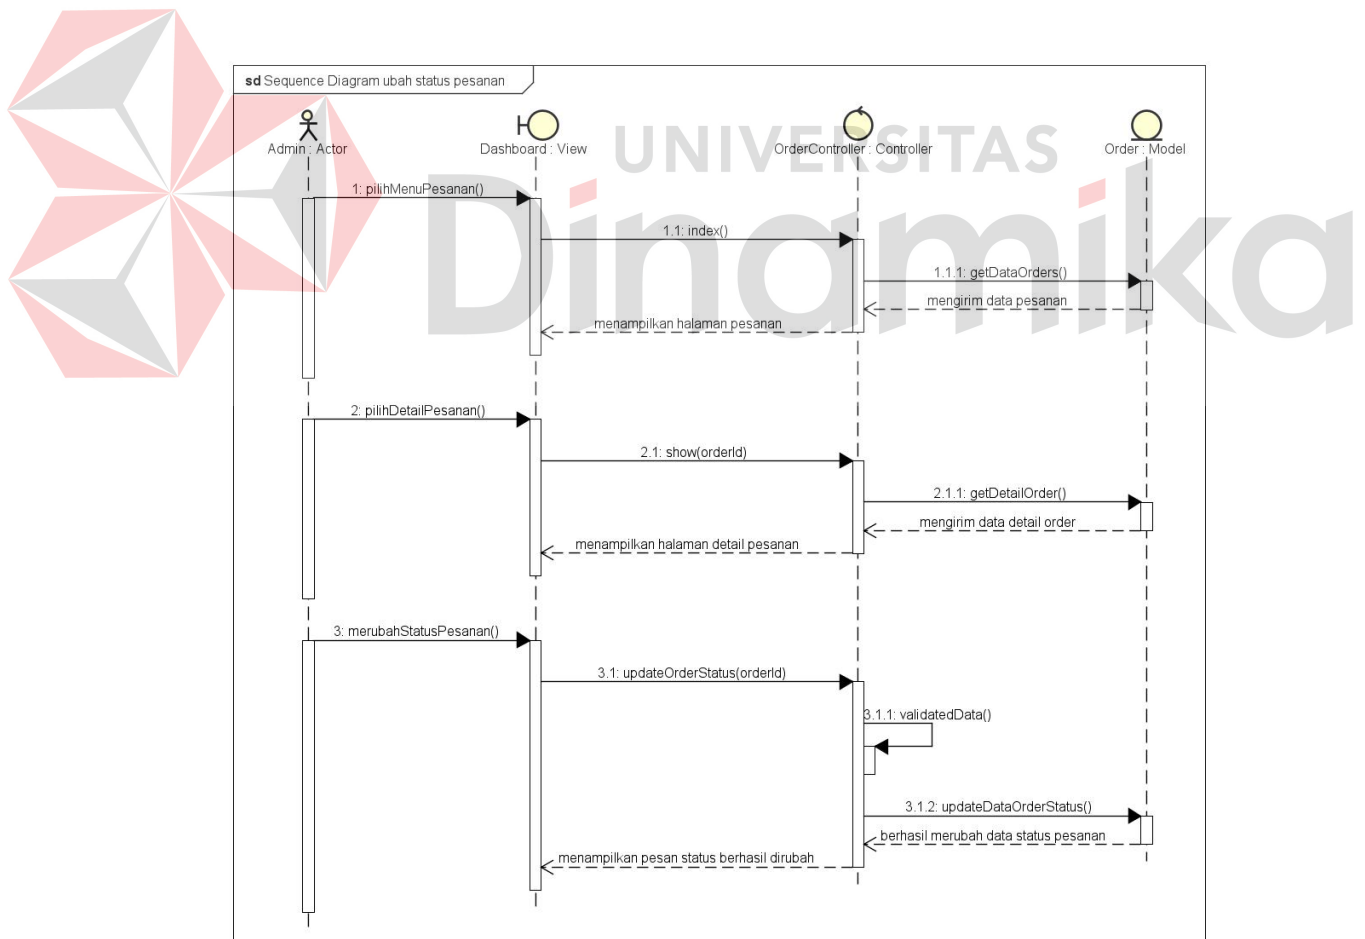 sd Sequence Diagram ubah status pesanan
UNIVERSITAS
Dinamika
Admin : Actor
Dashboard : View
OrderController : Controller
Order : Model
1: pilihMenuPesanan()
1.1: index()
1.1.1: getDataOrders()
mengirim data pesanan
menampilkan halaman pesanan
2: pilihDetailPesanan()
2.1: show(orderId)
2.1.1: getDetailOrder()
mengirim data detail order
menampilkan halaman detail pesanan
3: merubahStatusPesanan()
3.1: updateOrderStatus(orderId)
3.1.1: validatedData()
3.1.2: updateDataOrderStatus()
berhasil merubah data status pesanan
menampilkan pesan status berhasil dirubah